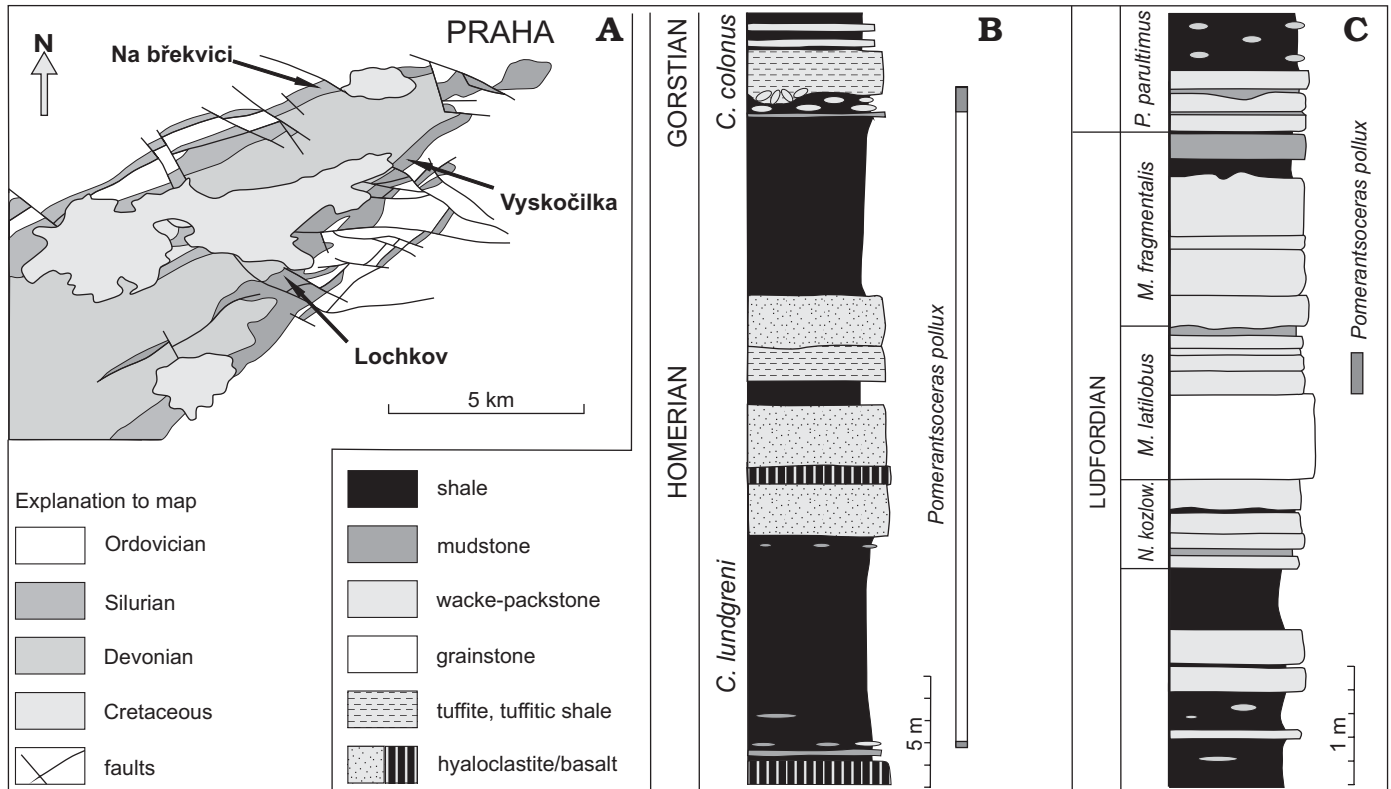 PRAHA
A
N
Na břekvici
Vyskočilka
Lochkov
5 km
Explanation to map
Ordovician
Silurian
Devonian
Cretaceous
faults
shale
mudstone
wacke-packstone
grainstone
tuffite, tuffitic shale
hyaloclastite/basalt
B
GORSTIAN
HOMERIAN
C. colonus
C. lundgreni
Pomerantsoceras pollux
5 m
C
LUDFORDIAN
P. parultimus
M. fragmentalis
M. latilobus
N. kozlow.
Pomerantsoceras pollux
1 m